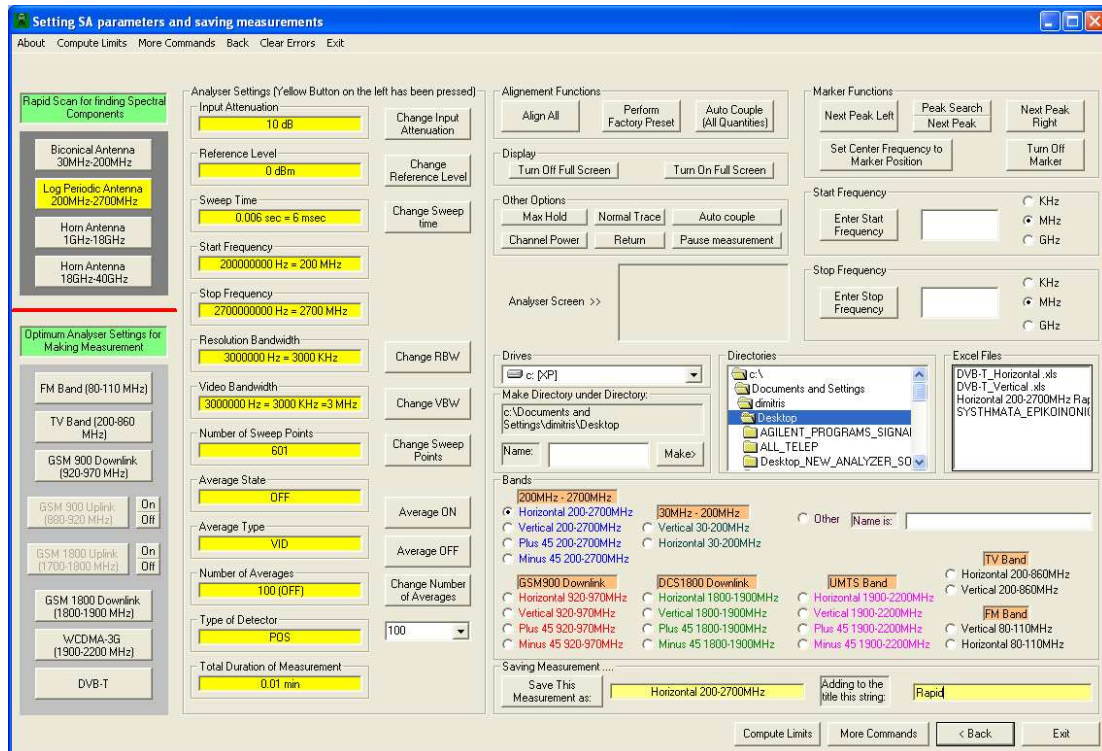 Setting SA parameters and saving measurements
About Compute Limits More Commands Back Clear Errors Exit
Rapid Scan for finding Spectral
Components
Biconical Antenna
30MHz-200MHz
Log Periodic Antenna
200MHz-2700MHz
Horn Antenna
1GHz-18GHz
Horn Antenna
18GHz-40GHz
Optimum Analyser Settings for
Making Measurement
FM Band (80-110 MHz)
TV Band (200-860
MHz)
GSM 900 Downlink
(920-970 MHz)
GSM 900 Uplink
(880-920 MHz)
On
Off
GSM 1800 Uplink
(1700-1800 MHz)
On
Off
GSM 1800 Downlink
(1800-1900 MHz)
WCDMA-3G
(1900-2200 MHz)
DVB-T
Analyser Settings (Yellow Button on the left has been pressed)
Input Attenuation
10 dB
Change Input
Attenuation
Reference Level
0 dBm
Change
Reference Level
Sweep Time
0.006 sec = 6 msec
Change Sweep
time
Start Frequency
200000000 Hz = 200 MHz
Stop Frequency
2700000000 Hz = 2700 MHz
Resolution Bandwidth
3000000 Hz = 3000 KHz
Change RBW
Video Bandwidth
3000000 Hz = 3000 KHz =3 MHz
Change VBW
Number of Sweep Points
601
Change Sweep
Points
Average State
OFF
Average ON
Average Type
VID
Average OFF
Number of Averages
100 (OFF)
Change Number
of Averages
Type of Detector
POS
100
Total Duration of Measurement
0.01 min
Alignement Functions
Align All
Perform
Factory Preset
Auto Couple
(All Quantities)
Display
Turn Off Full Screen
Turn On Full Screen
Other Options
Max Hold
Normal Trace
Auto couple
Channel Power
Return
Pause measurement
Analyser Screen >>
Marker Functions
Next Peak Left
Peak Search
Next Peak
Next Peak
Right
Set Center Frequency to
Marker Position
Turn Off
Marker
Start Frequency
Enter Start
Frequency
KHz
MHz
GHz
Stop Frequency
Enter Stop
Frequency
KHz
MHz
GHz
Drives
c: [XP]
Make Directory under Directory:
c:\Documents and
Settings\dimitris\Desktop
Name:
Make>
Directories
c:\
Documents and Settings
dimitris
Desktop
AGILENT_PROGRAMS_SIGNAL
ALL_TELEP
Desktop_NEW_ANALYZER_SO
Excel Files
DVB-T_Horizontal .xls
DVB-T_Vertical .xls
Horizontal 200-2700MHz Rap
SYSTHMATA_EPIKOINONIC
Bands
200MHz - 2700MHz
Horizontal 200-2700MHz
Vertical 200-2700MHz
Plus 45 200-2700MHz
Minus 45 200-2700MHz
30MHz - 200MHz
Vertical 30-200MHz
Horizontal 30-200MHz
Other
Name is:
GSM900 Downlink
Horizontal 920-970MHz
Vertical 920-970MHz
Plus 45 920-970MHz
Minus 45 920-970MHz
DCS1800 Downlink
Horizontal 1800-1900MHz
Vertical 1800-1900MHz
Plus 45 1800-1900MHz
Minus 45 1800-1900MHz
UMTS Band
Horizontal 1900-2200MHz
Vertical 1900-2200MHz
Plus 45 1900-2200MHz
Minus 45 1900-2200MHz
TV Band
Horizontal 200-860MHz
Vertical 200-860MHz
FM Band
Vertical 80-110MHz
Horizontal 80-110MHz
Saving Measurement ....
Save This
Measurement as:
Horizontal 200-2700MHz
Adding to the
title this string:
Rapid
Compute Limits
More Commands
< Back
Exit